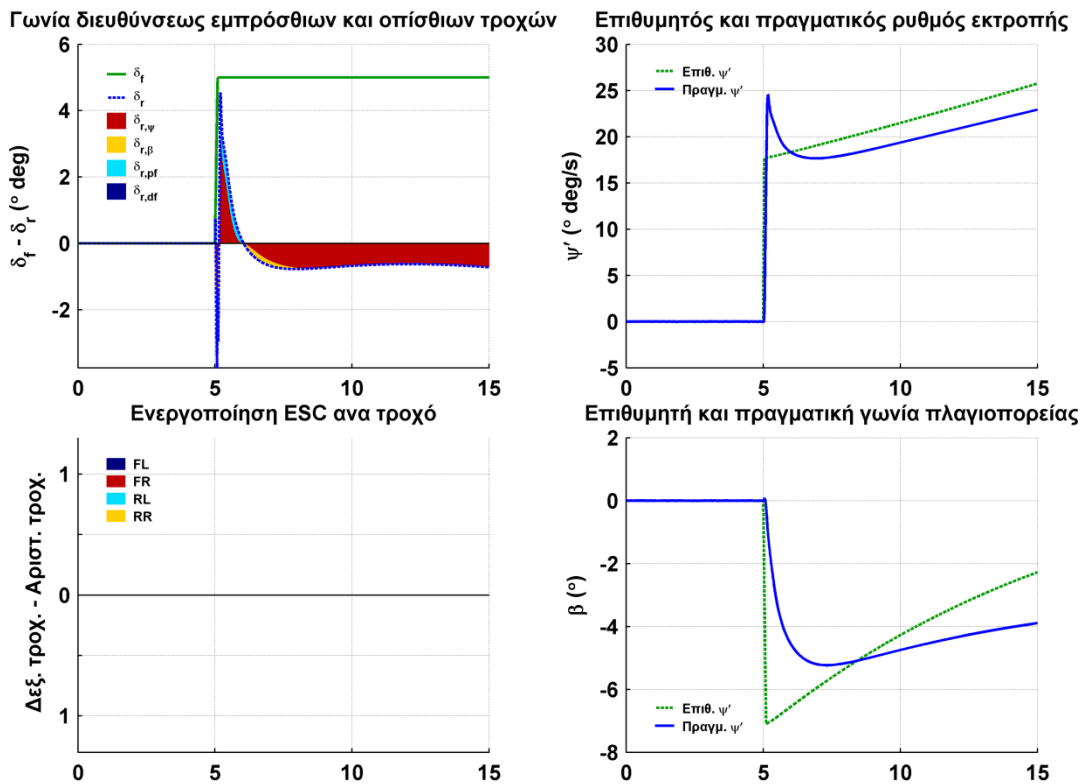 Γωνία διευθύνσεως εμπρόσθιων και οπίσθιων τροχών
6
4
2
0
-2
δf - δr (° deg)
δf
δr
δr,ψ
δr,β
δr,pf
δr,df
0 5 10 15
Επιθυμητός και πραγματικός ρυθμός εκτροπής
30
25
20
15
10
5
0
-5
ψ' (° deg/s)
Επιθ. ψ'
Πραγμ. ψ'
0 5 10 15
Ενεργοποίηση ESC ανα τροχό
1
0
1
Δεξ. τροχ. - Αριστ. τροχ.
FL
FR
RL
RR
0 5 10 15
Επιθυμητή και πραγματική γωνία πλαγιοπορείας
2
0
-2
-4
-6
-8
β (°)
Επιθ. ψ'
Πραγμ. ψ'
0 5 10 15